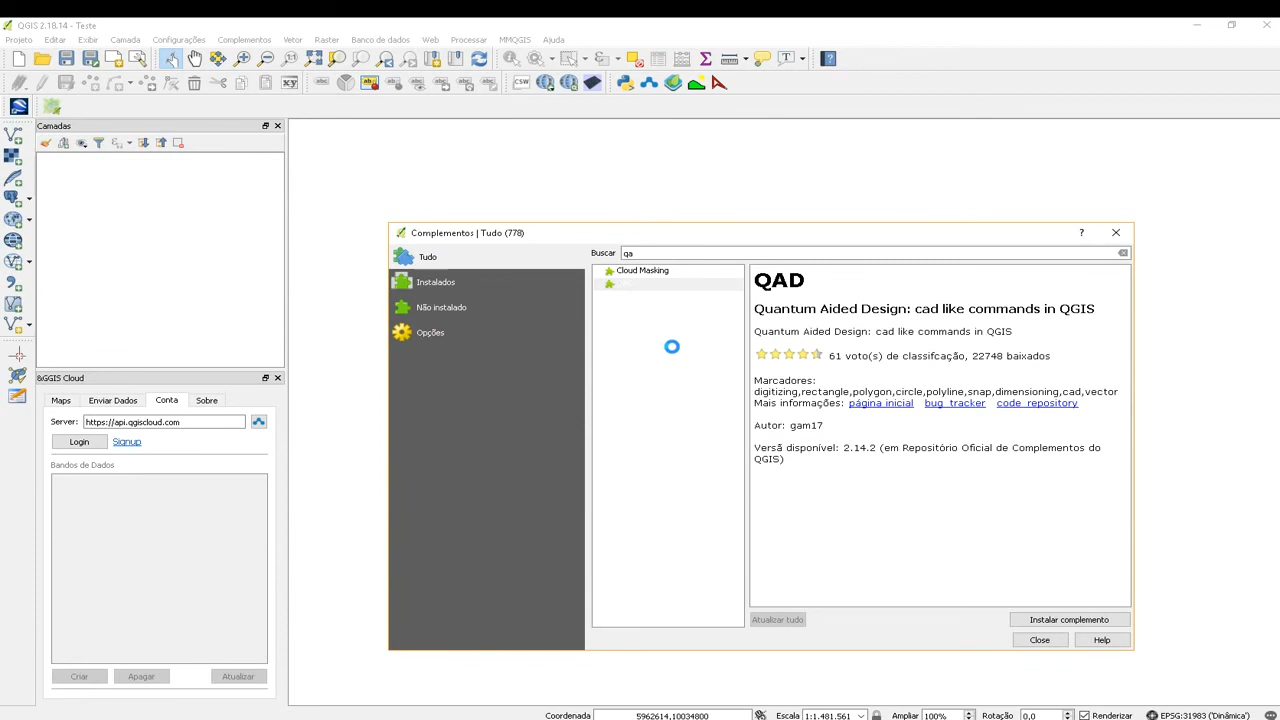 QGIS 2.18.14 - Teste
Projeto Editar Exibir Camada Configurações Complementos Vetor Raster Banco de dados Web Processar MMQGIS Ajuda
CSW
Camadas
&GGIS Cloud
Maps Enviar Dados Conta Sobre
Server: https://api.qgiscloud.com
Login Signup
Bandos de Dados
Criar Apagar Atualizar
Complementos | Tudo (778)
Tudo
Instalados
Não instalado
Opções
Buscar qa
Cloud Masking
QAD
Quantum Aided Design: cad like commands in QGIS
Quantum Aided Design: cad like commands in QGIS
61 voto(s) de classifcação, 22748 baixados
Marcadores:
digitizing,rectangle,polygon,circle,polyline,snap,dimensioning,cad,vector
Mais informações: página inicial bug_tracker code_repository
Autor: gam17
Versã disponível: 2.14.2 (em Repositório Oficial de Complementos do
QGIS)
Atualizar tudo Instalar complemento
Close Help
Coordenada 5962614,10034800 Escala 1:1.481.561 Ampliar 100% Rotação 0,0 Renderizar EPSG:31983 ('Dinâmica')